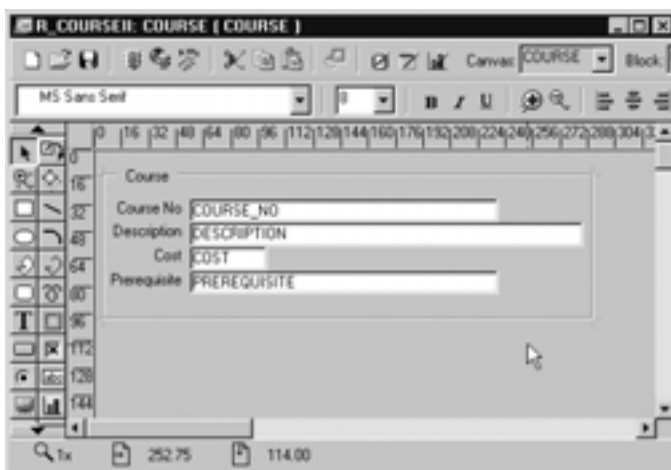 R_COURSEII: COURSE ( COURSE )
Canvas: COURSE Block:
MS Sans Serif 8 B I U
0 16 32 48 64 80 96 112 128 144 160 176 192 208 224 240 256 272 288 304
0
16
32
48
64
80
96
112
128
144
Course
Course No COURSE_NO
Description DESCRIPTION
Cost COST
Prerequisite PREREQUISITE
T
abc
1x 252.75 114.00